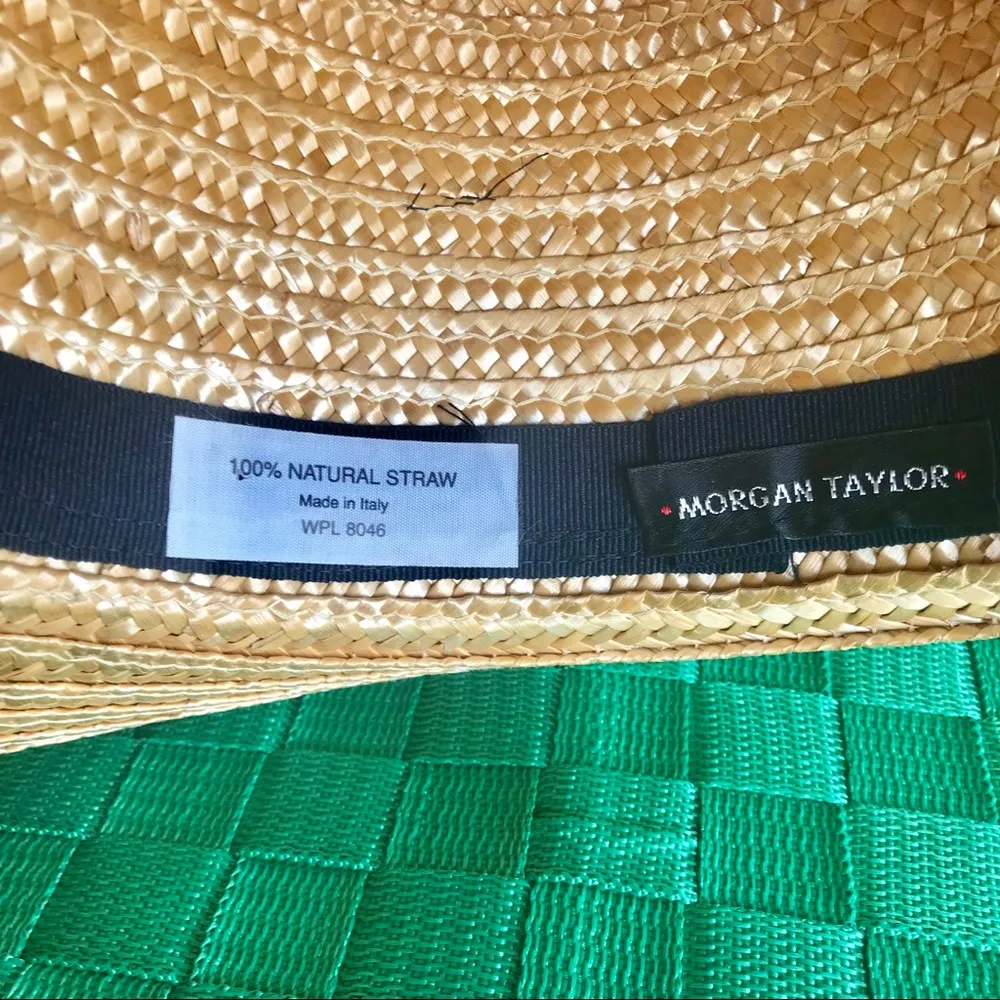 100% NATURAL STRAW
Made in Italy
WPL 8046
• MORGAN TAYLOR •